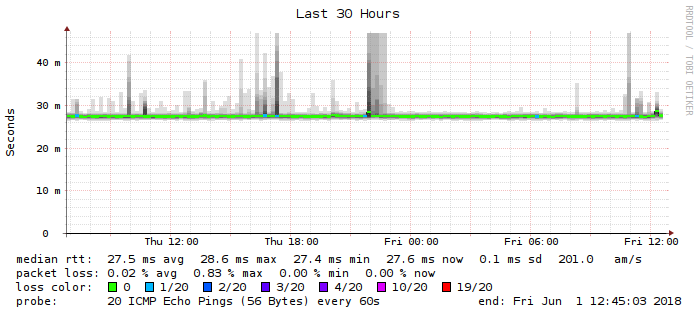 Last 30 Hours
RRDTOOL / TOBI OETIKER
Seconds
40 m
30 m
20 m
10 m
0
Thu 12:00 Thu 18:00 Fri 00:00 Fri 06:00 Fri 12:00
median rtt: 27.5 ms avg 28.6 ms max 27.4 ms min 27.6 ms now 0.1 ms sd 201.0 am/s
packet loss: 0.02 % avg 0.83 % max 0.00 % min 0.00 % now
loss color: 0 1/20 2/20 3/20 4/20 10/20 19/20
probe: 20 ICMP Echo Pings (56 Bytes) every 60s end: Fri Jun 1 12:45:03 2018